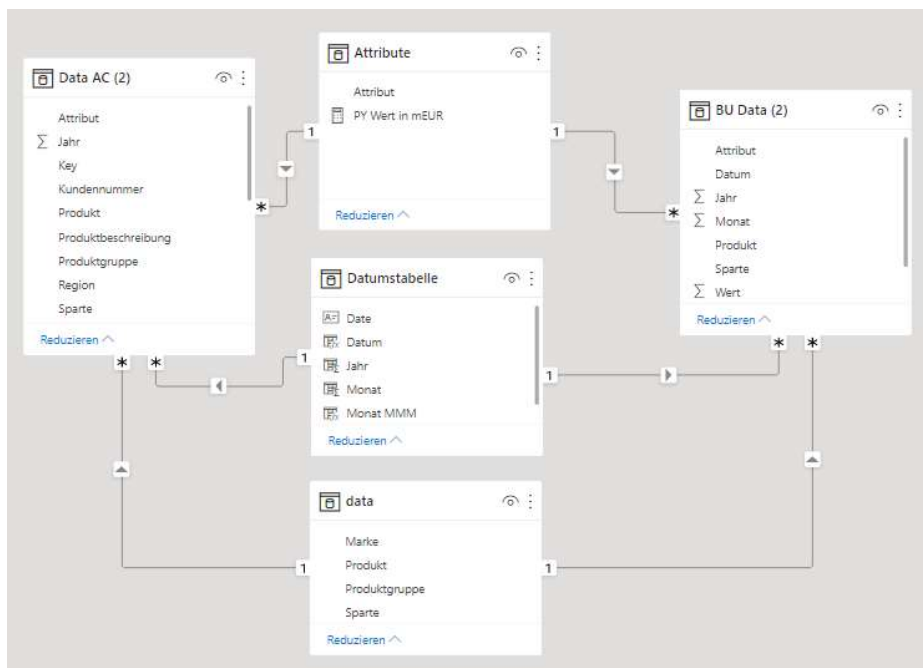 Data AC (2)
Attribut
Jahr
Key
Kundennummer
Produkt
Produktbeschreibung
Produktgruppe
Region
Sparte
Reduzieren
Attribute
Attribut
PY Wert in mEUR
Reduzieren
BU Data (2)
Attribut
Datum
Jahr
Monat
Produkt
Sparte
Wert
Reduzieren
Datumstabelle
Date
Datum
Jahr
Monat
Monat MMM
Reduzieren
data
Marke
Produkt
Produktgruppe
Sparte
Reduzieren
1
*
1
*
1
*
1
*
1
*
1
*